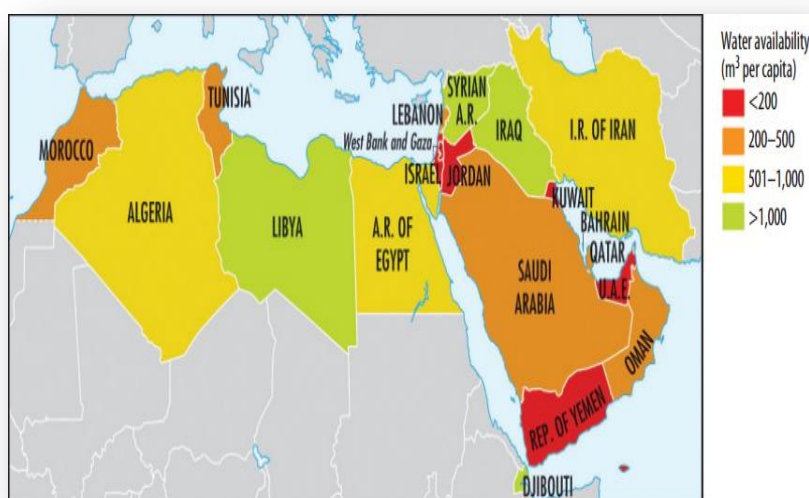 Water availability
(m³ per capita)
<200
200–500
501–1,000
>1,000
MOROCCO
ALGERIA
TUNISIA
LIBYA
A.R. OF
EGYPT
LEBANON
West Bank and Gaza
ISRAEL
JORDAN
SYRIAN
A.R.
IRAQ
I.R. OF IRAN
KUWAIT
BAHRAIN
QATAR
U.A.E.
SAUDI
ARABIA
OMAN
REP. OF YEMEN
DJIBOUTI